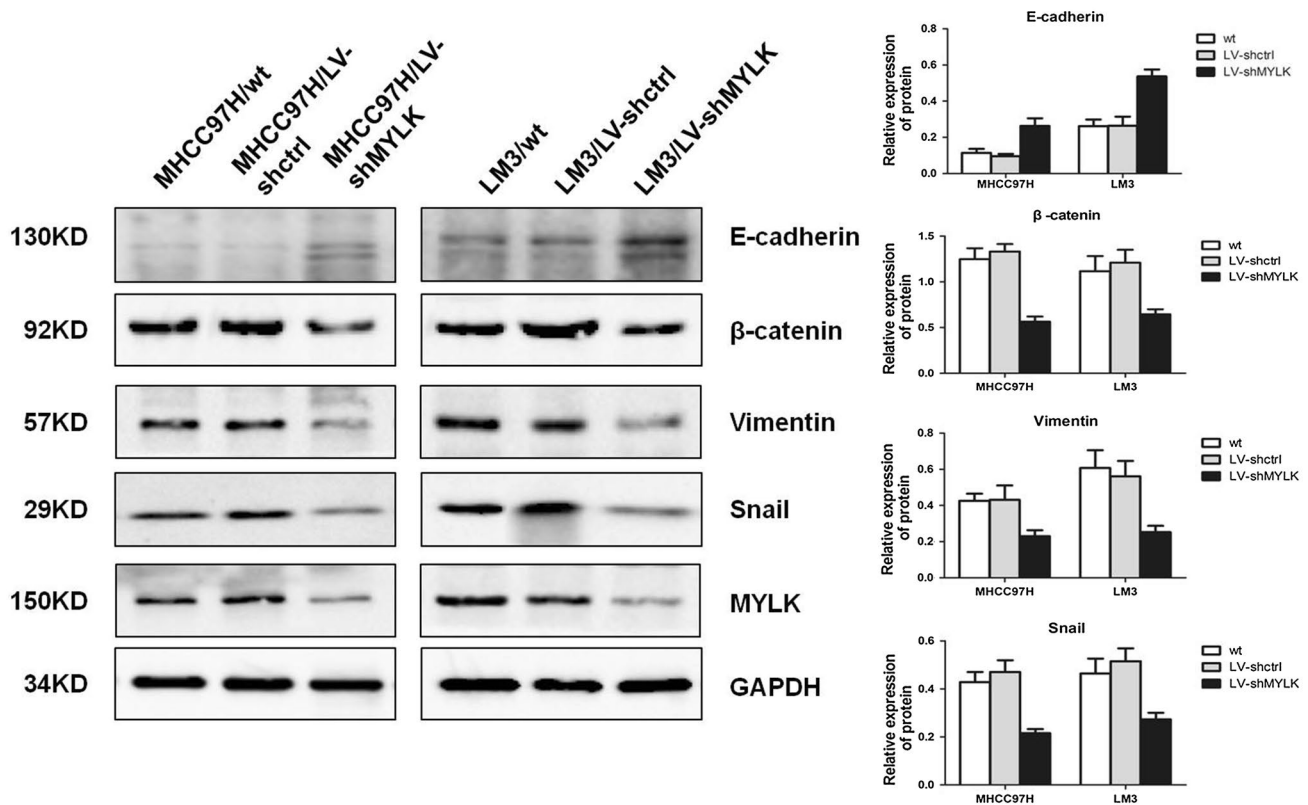 MHCC97H/wt
MHCC97H/LV-
shctrl
MHCC97H/LV-
shMYLK
LM3/wt
LM3/LV-shctrl
LM3/LV-shMYLK
130KD
E-cadherin
92KD
β-catenin
57KD
Vimentin
29KD
Snail
150KD
MYLK
34KD
GAPDH
E-cadherin
Relative expression
of protein
0.8
0.6
0.4
0.2
0.0
MHCC97H
LM3
wt
LV-shctrl
LV-shMYLK
β -catenin
Relative expression
of protein
1.5
1.0
0.5
0.0
MHCC97H
LM3
wt
LV-shctrl
LV-shMYLK
Vimentin
Relative expression
of protein
0.8
0.6
0.4
0.2
0.0
MHCC97H
LM3
wt
LV-shctrl
LV-shMYLK
Snail
Relative expression
of protein
0.6
0.4
0.2
0.0
MHCC97H
LM3
wt
LV-shctrl
LV-shMYLK